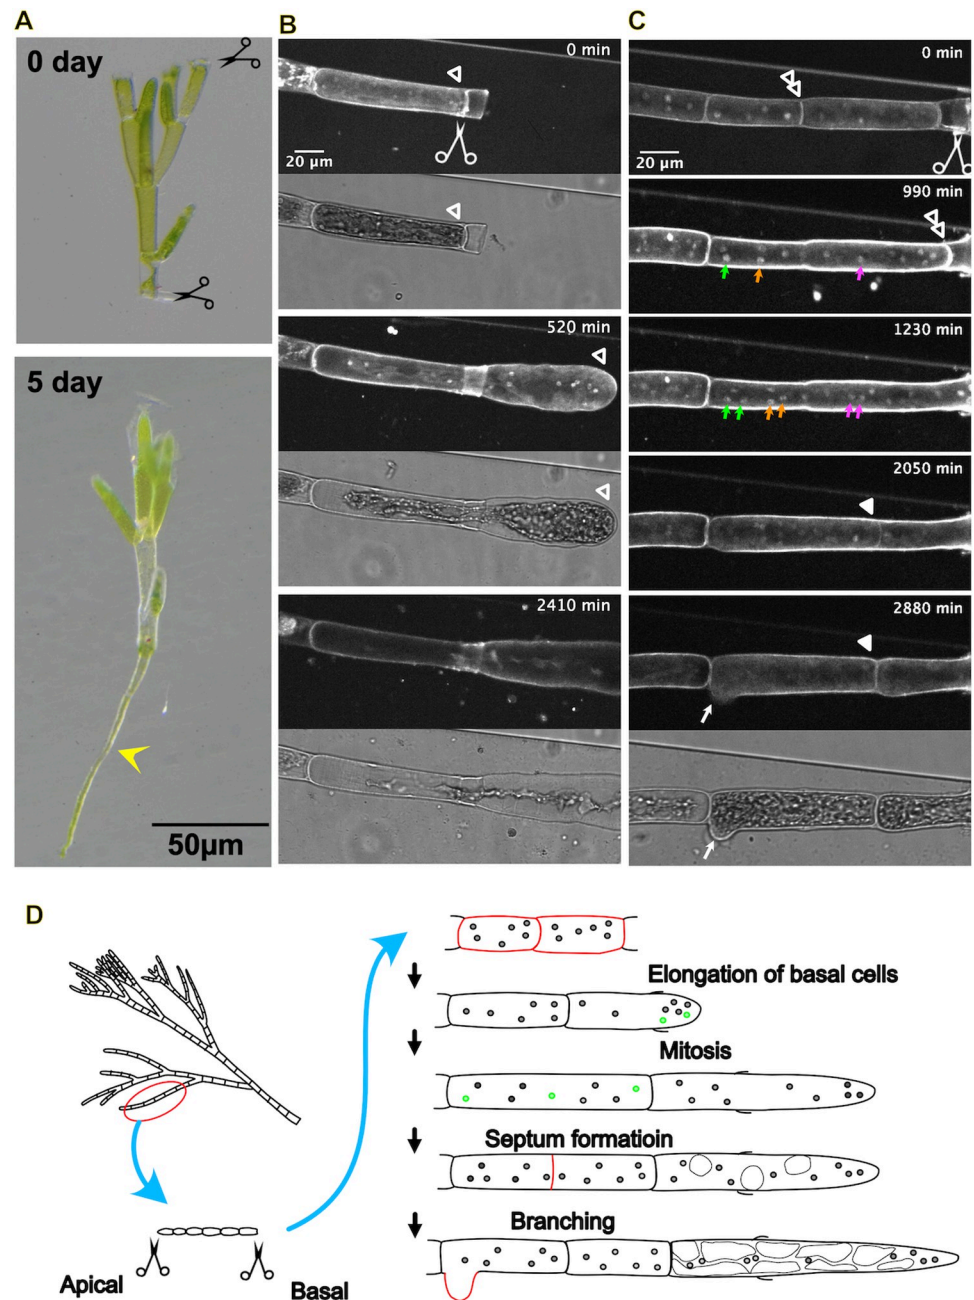 A
0 day
5 day
50µm
B
0 min
20 µm
520 min
2410 min
C
0 min
20 µm
990 min
1230 min
2050 min
2880 min
D
Apical
Basal
Elongation of basal cells
Mitosis
Septum formatioin
Branching